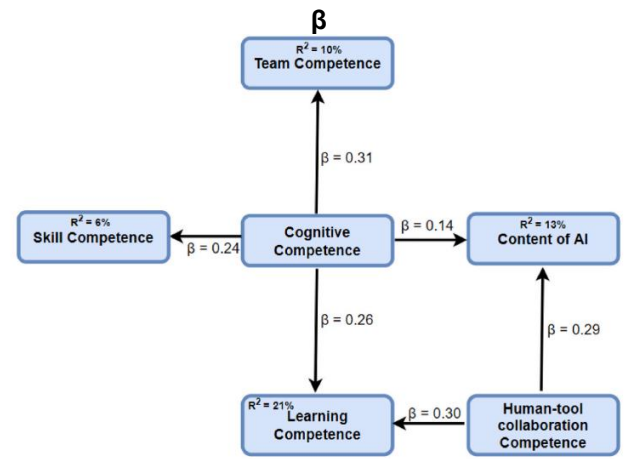 β
R² = 10%
Team Competence
β = 0.31
R² = 6%
Skill Competence
β = 0.24
Cognitive
Competence
β = 0.14
R² = 13%
Content of AI
β = 0.26
β = 0.29
R² = 21%
Learning
Competence
β = 0.30
Human-tool
collaboration
Competence